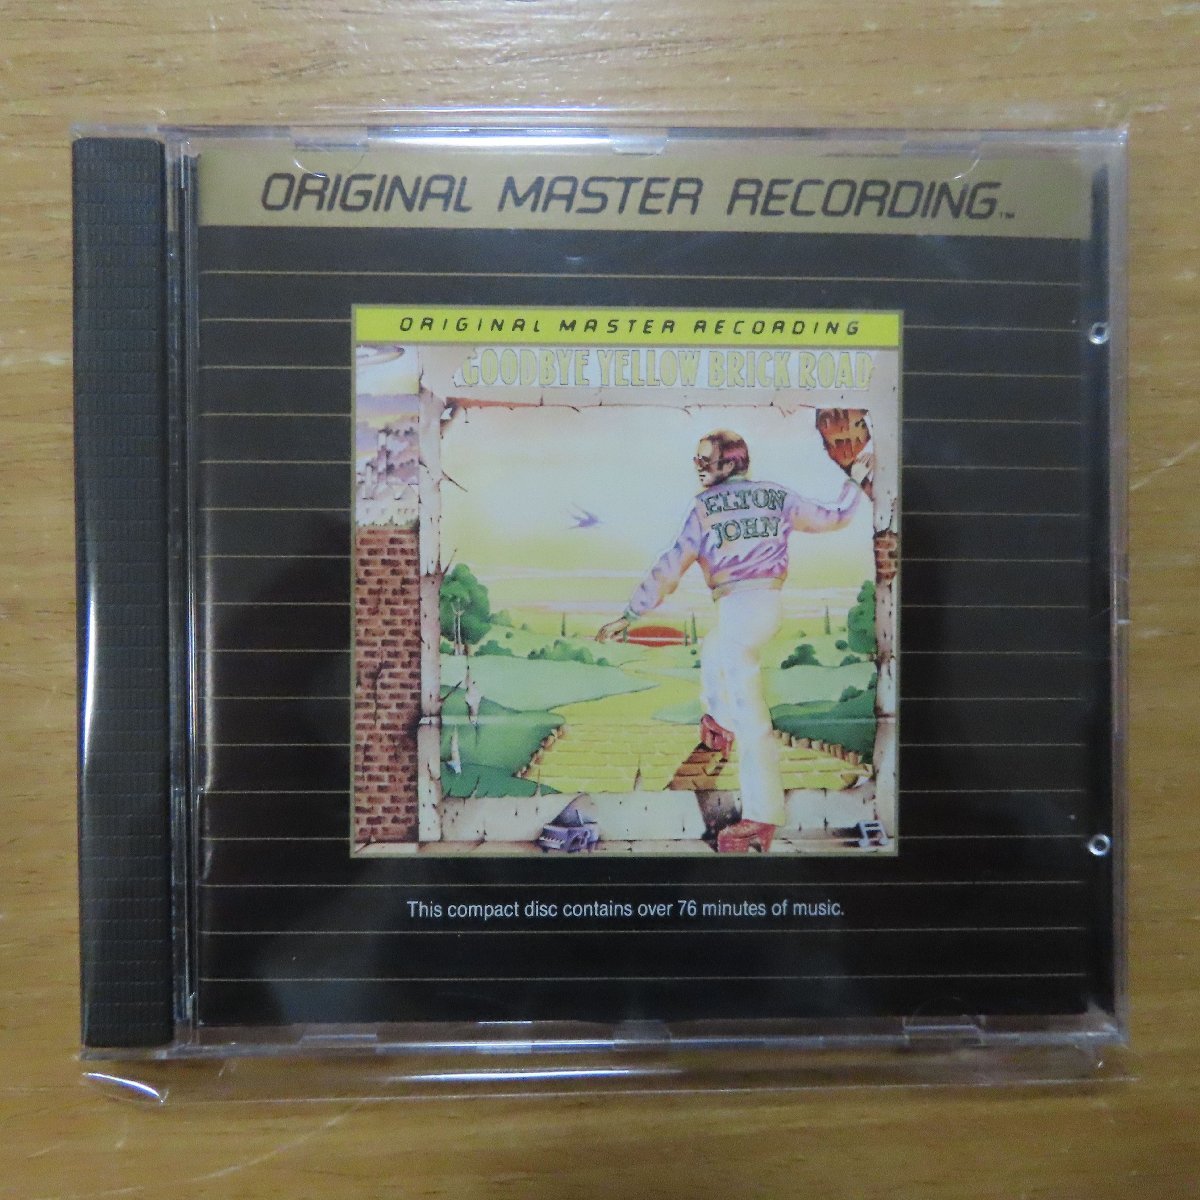 ORIGINAL MASTER RECORDING™
ORIGINAL MASTER RECORDING
GOODBYE YELLOW BRICK ROAD
ELTON
JOHN
This compact disc contains over 76 minutes of music.